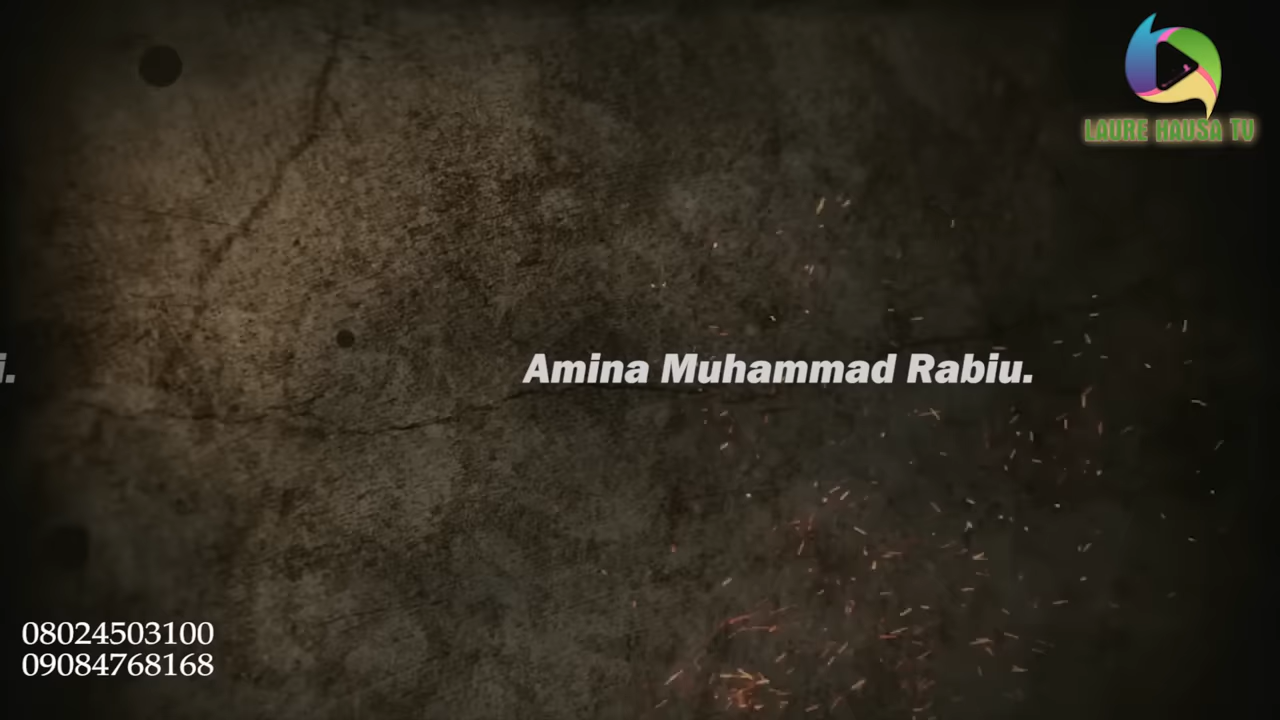 LAURE HAUSA TV
i.
Amina Muhammad Rabiu.
08024503100
09084768168